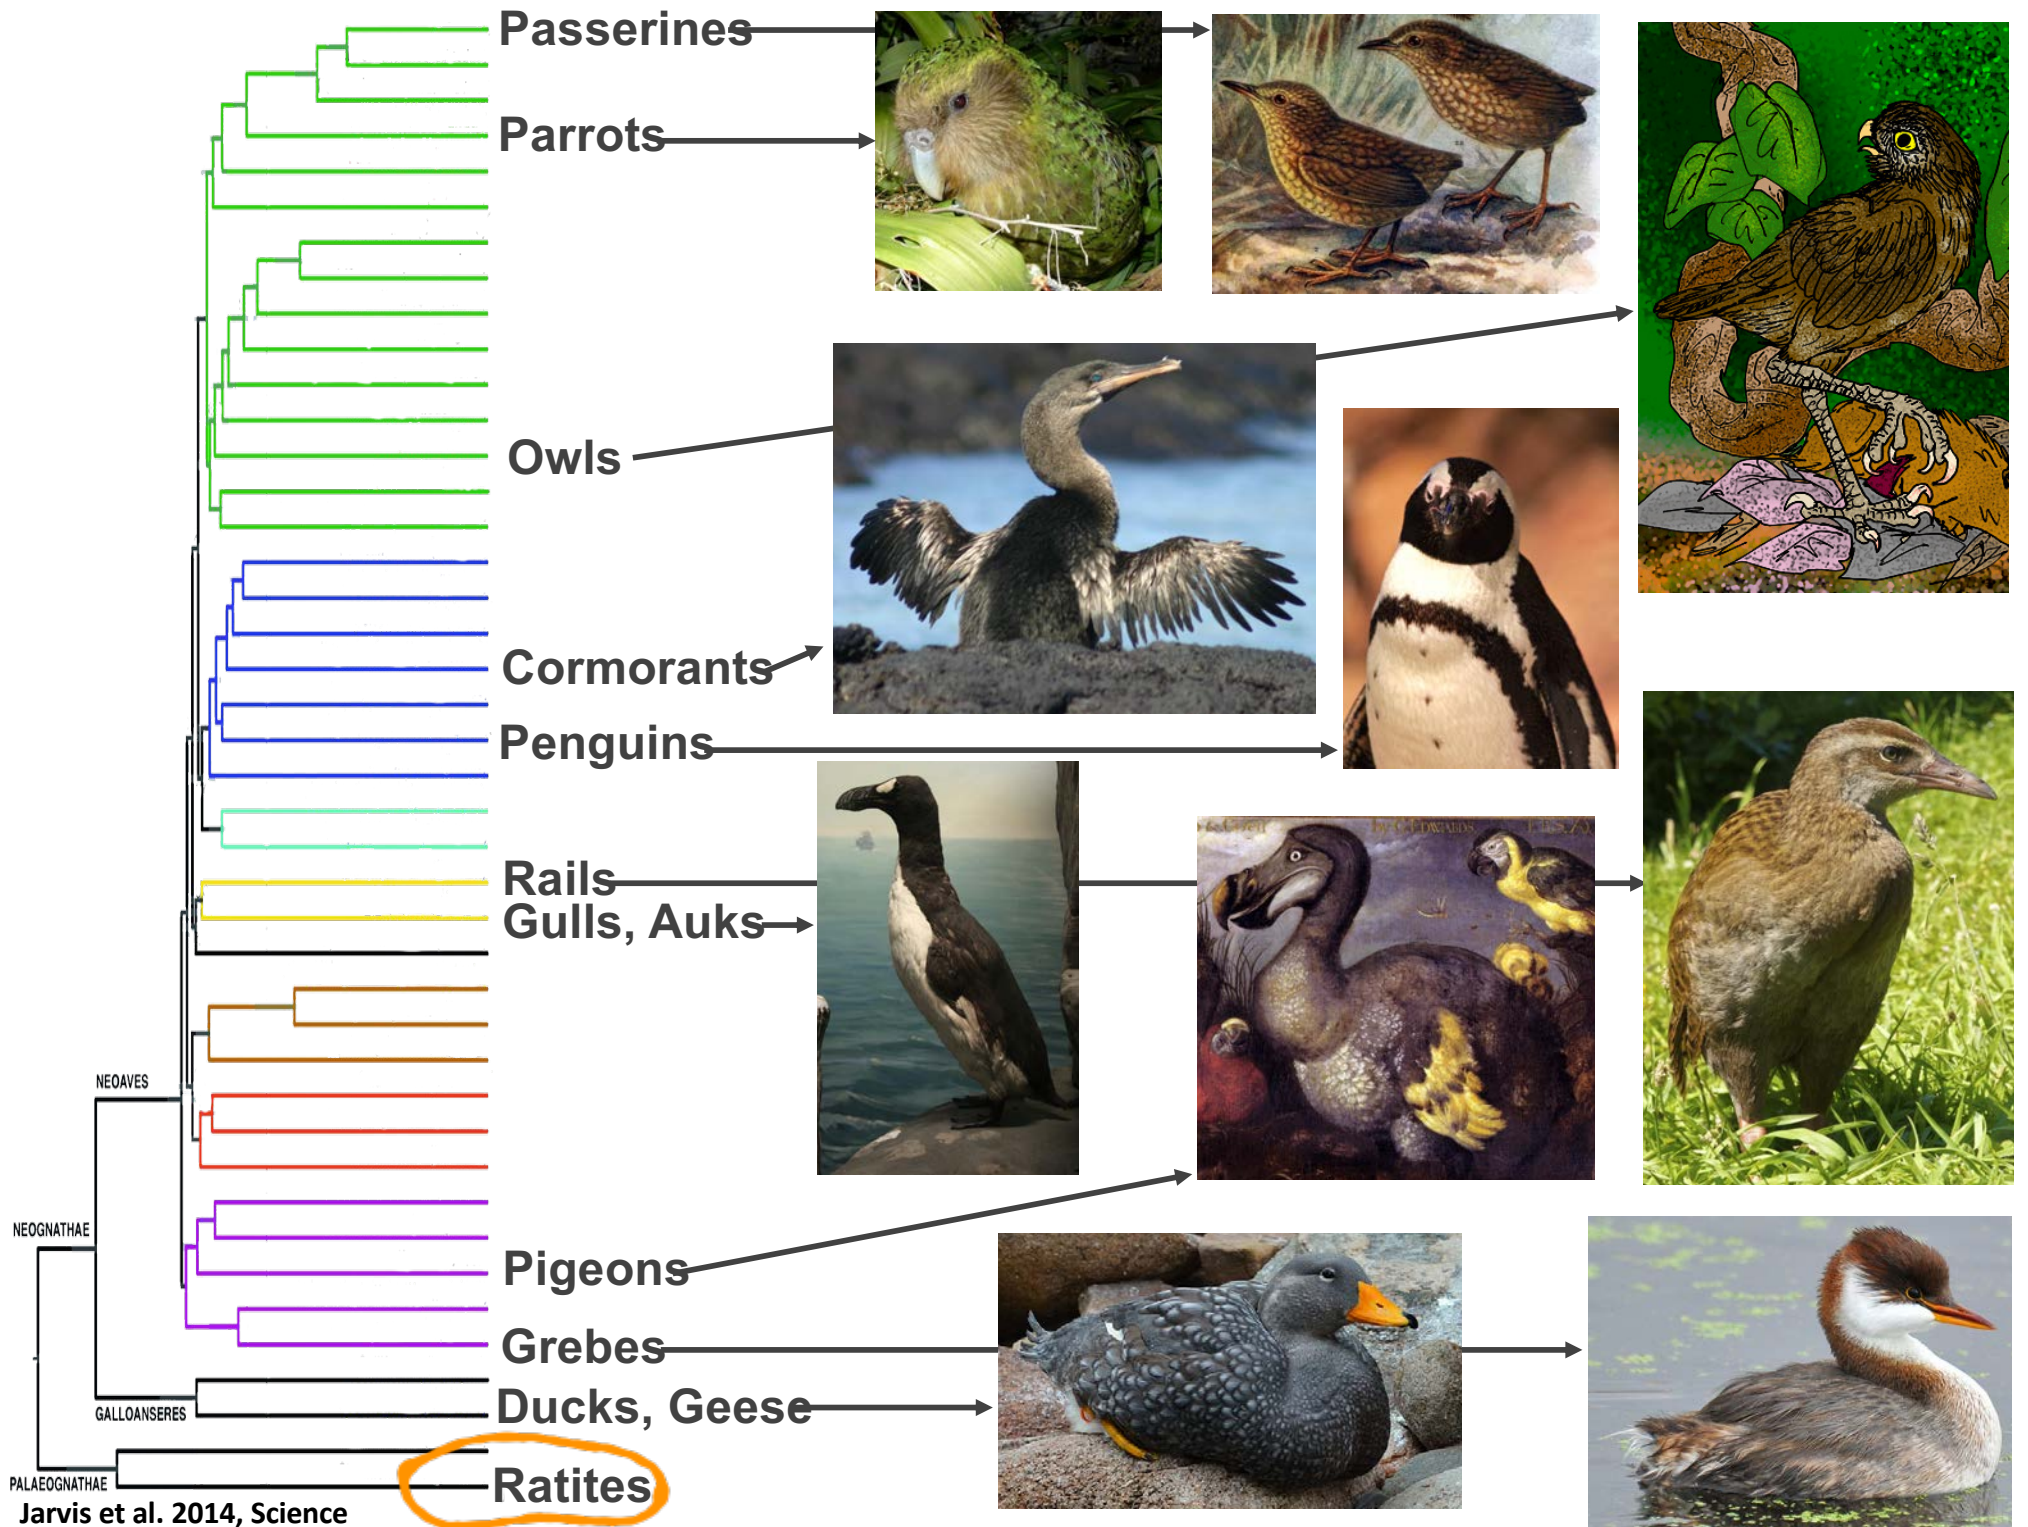 Passerines
Parrots
Owls
Cormorants
Penguins
Rails
Gulls, Auks
NEOAVES
NEOGNATHAE
Pigeons
Grebes
GALLOANSERES
Ducks, Geese
PALAEOGNATHAE
Ratites
Jarvis et al. 2014, Science